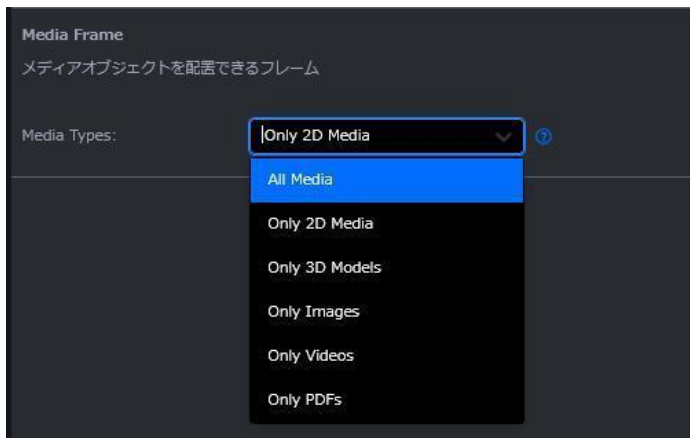 Media Frame
メディアオブジェクトを配置できるフレーム
Media Types:
Only 2D Media
All Media
Only 2D Media
Only 3D Models
Only Images
Only Videos
Only PDFs